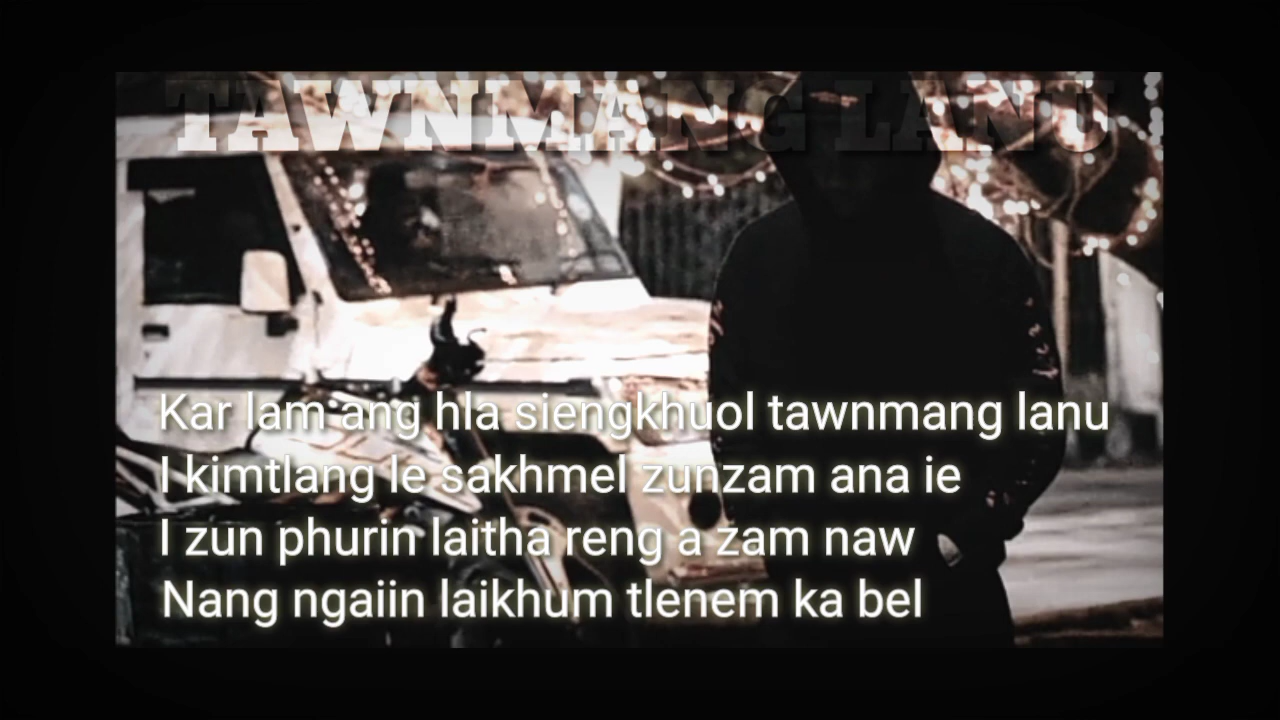 TAWNMANG LANU
Kar lam ang hla siengkhuol tawnmang lanu
I kimtlang le sakhmel zunzam ana ie
I zun phurin laitha reng a zam naw
Nang ngaiin laikhum tlenem ka bel